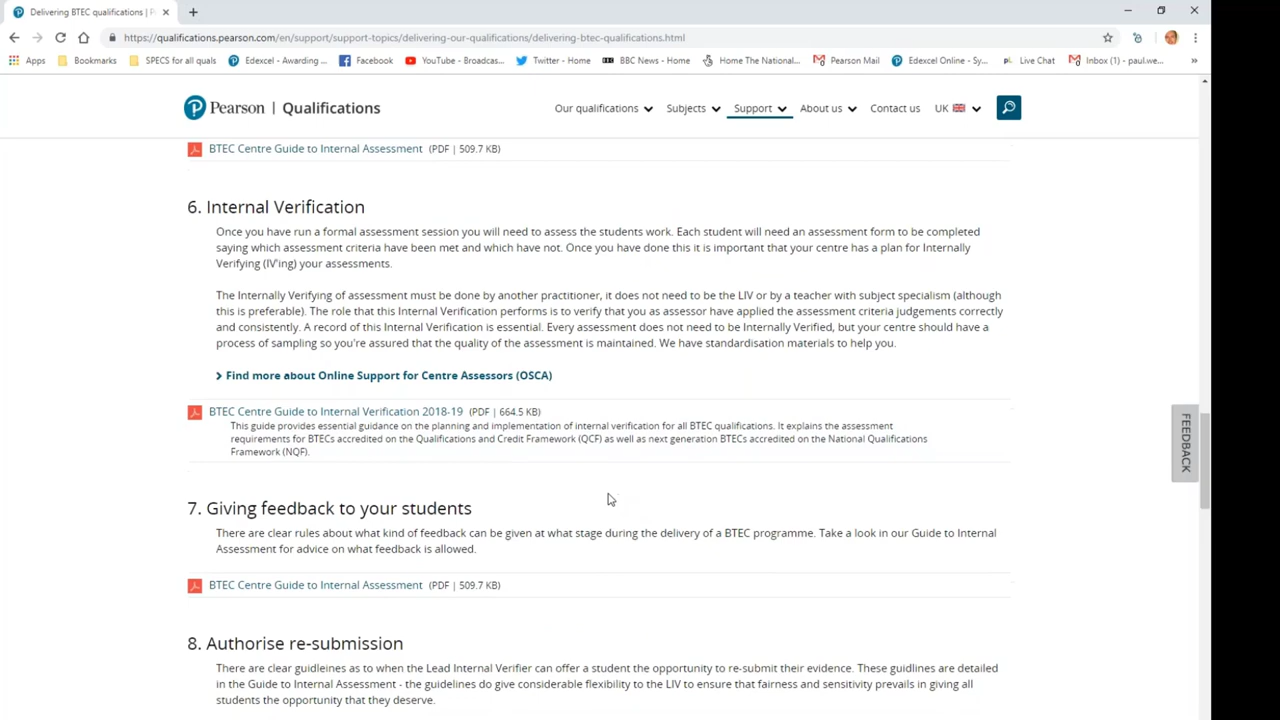 Delivering BTEC qualifications | P
https://qualifications.pearson.com/en/support/support-topics/delivering-our-qualifications/delivering-btec-qualifications.html
Apps Bookmarks SPECS for all quals Edexcel - Awarding ... Facebook YouTube - Broadcas... Twitter - Home BBC News - Home Home The National... Pearson Mail Edexcel Online - Sy... Live Chat Inbox (1) - paul.we... »
Pearson | Qualifications
Our qualifications Subjects Support About us Contact us UK
BTEC Centre Guide to Internal Assessment (PDF | 509.7 KB)
6. Internal Verification
Once you have run a formal assessment session you will need to assess the students work. Each student will need an assessment form to be completed
saying which assessment criteria have been met and which have not. Once you have done this it is important that your centre has a plan for Internally
Verifying (IV'ing) your assessments.
The Internally Verifying of assessment must be done by another practitioner, it does not need to be the LIV or by a teacher with subject specialism (although
this is preferable). The role that this Internal Verification performs is to verify that you as assessor have applied the assessment criteria judgements correctly
and consistently. A record of this Internal Verification is essential. Every assessment does not need to be Internally Verified, but your centre should have a
process of sampling so you're assured that the quality of the assessment is maintained. We have standardisation materials to help you.
Find more about Online Support for Centre Assessors (OSCA)
BTEC Centre Guide to Internal Verification 2018-19 (PDF | 664.5 KB)
This guide provides essential guidance on the planning and implementation of internal verification for all BTEC qualifications. It explains the assessment
requirements for BTECs accredited on the Qualifications and Credit Framework (QCF) as well as next generation BTECs accredited on the National Qualifications
Framework (NQF).
FEEDBACK
7. Giving feedback to your students
There are clear rules about what kind of feedback can be given at what stage during the delivery of a BTEC programme. Take a look in our Guide to Internal
Assessment for advice on what feedback is allowed.
BTEC Centre Guide to Internal Assessment (PDF | 509.7 KB)
8. Authorise re-submission
There are clear guidleines as to when the Lead Internal Verifier can offer a student the opportunity to re-submit their evidence. These guidlines are detailed
in the Guide to Internal Assessment - the guidelines do give considerable flexibility to the LIV to ensure that fairness and sensitivity prevails in giving all
students the opportunity that they deserve.